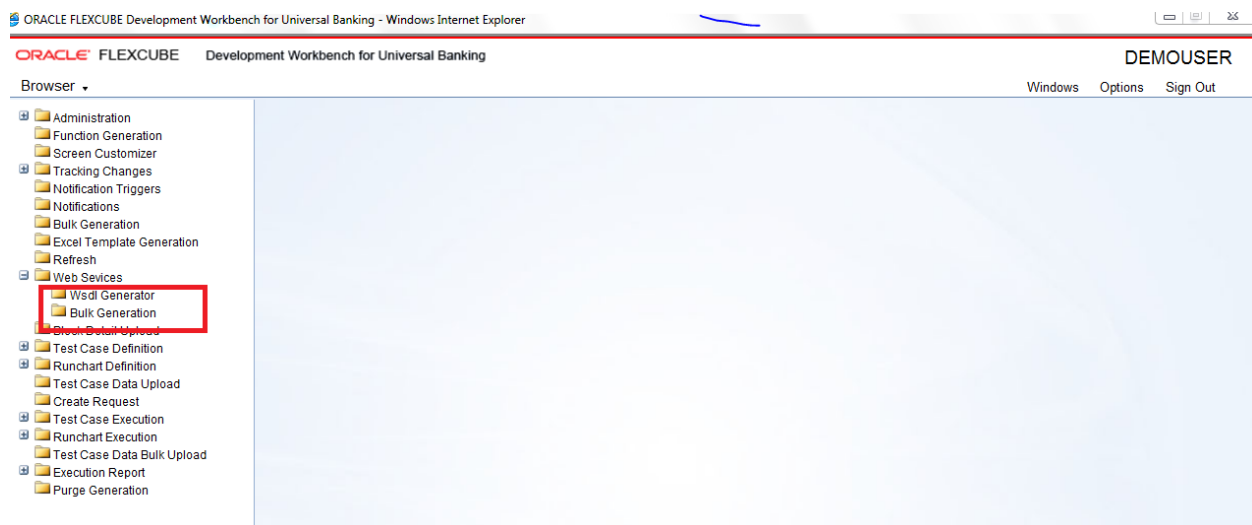 ORACLE FLEXCUBE Development Workbench for Universal Banking - Windows Internet Explorer
ORACLE FLEXCUBE Development Workbench for Universal Banking DEMOUSER
Browser Windows Options Sign Out
Administration
Function Generation
Screen Customizer
Tracking Changes
Notification Triggers
Notifications
Bulk Generation
Excel Template Generation
Refresh
Web Sevices
Wsdl Generator
Bulk Generation
Block Detail Upload
Test Case Definition
Runchart Definition
Test Case Data Upload
Create Request
Test Case Execution
Runchart Execution
Test Case Data Bulk Upload
Execution Report
Purge Generation